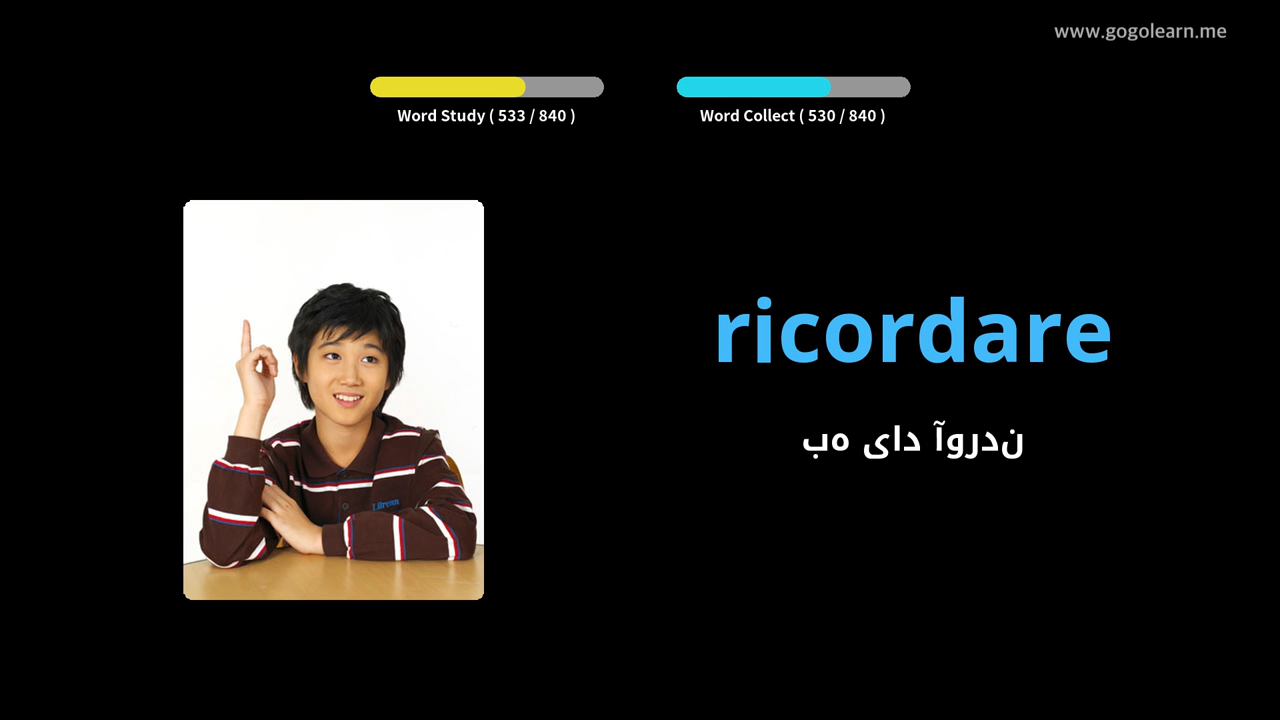 www.gogolearn.me
Word Study ( 533 / 840 )
Word Collect ( 530 / 840 )
ricordare
ندروآ دای هب